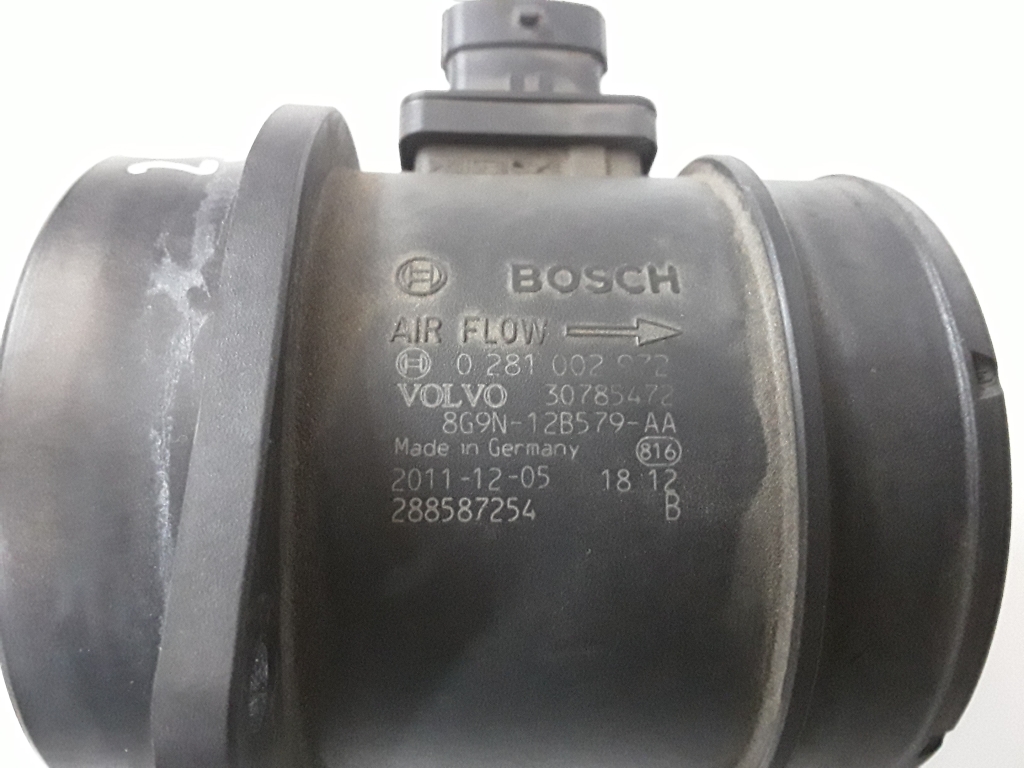 BOSCH
AIR FLOW
0 281 002
VOLVO 30785472
8G9N-12B579-AA
Made in Germany 816
2011-12-05 18 12
288587254 B